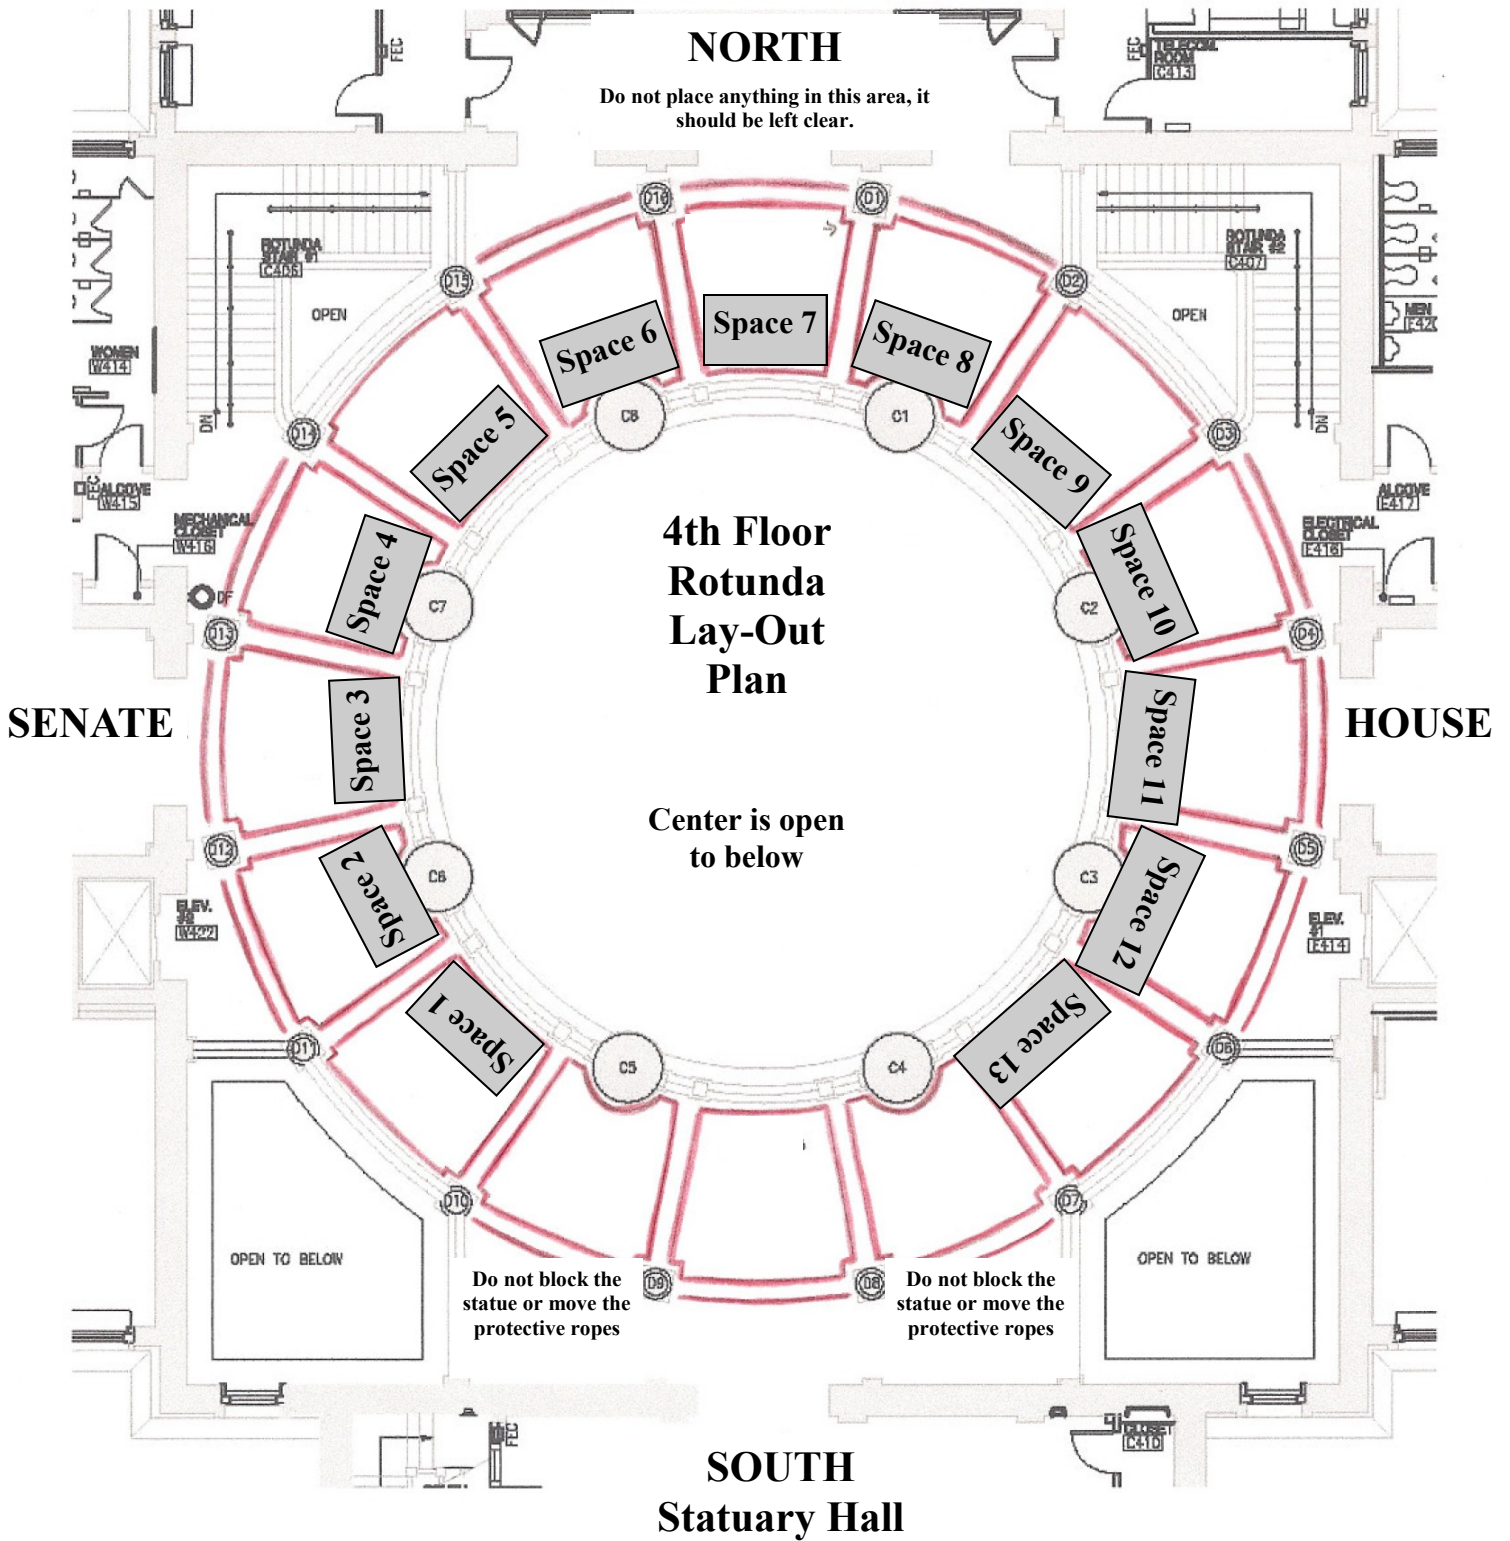 NORTH
Do not place anything in this area, it
should be left clear.
FEC
FEC
TELECOM.
ROOM
C413
D16
D1
ROTUNDA
STAIR #1
C406
ROTUNDA
STAIR #2
C407
D15
D2
OPEN
OPEN
MEN
WOMEN
W414
Space 6
Space 7
Space 8
DN
DN
C8
C1
D14
D3
Space 5
Space 9
FEC
ALCOVE
W415
ALCOVE
E417
MECHANICAL
CLOSET
W416
ELECTRICAL
CLOSET
E416
4th Floor
Rotunda
Lay-Out
Plan
Space 4
Space 10
DF
C7
C2
D13
D4
SENATE
Space 3
Space 11
HOUSE
Center is open
to below
D12
D5
Space 2
C6
C3
Space 12
ELEV.
#2
W422
ELEV.
#1
E414
Space 1
Space 13
D11
D6
C5
C4
D10
D7
OPEN TO BELOW
OPEN TO BELOW
D9
D8
Do not block the
statue or move the
protective ropes
Do not block the
statue or move the
protective ropes
FEC
CLOSET
C410
SOUTH
Statuary Hall